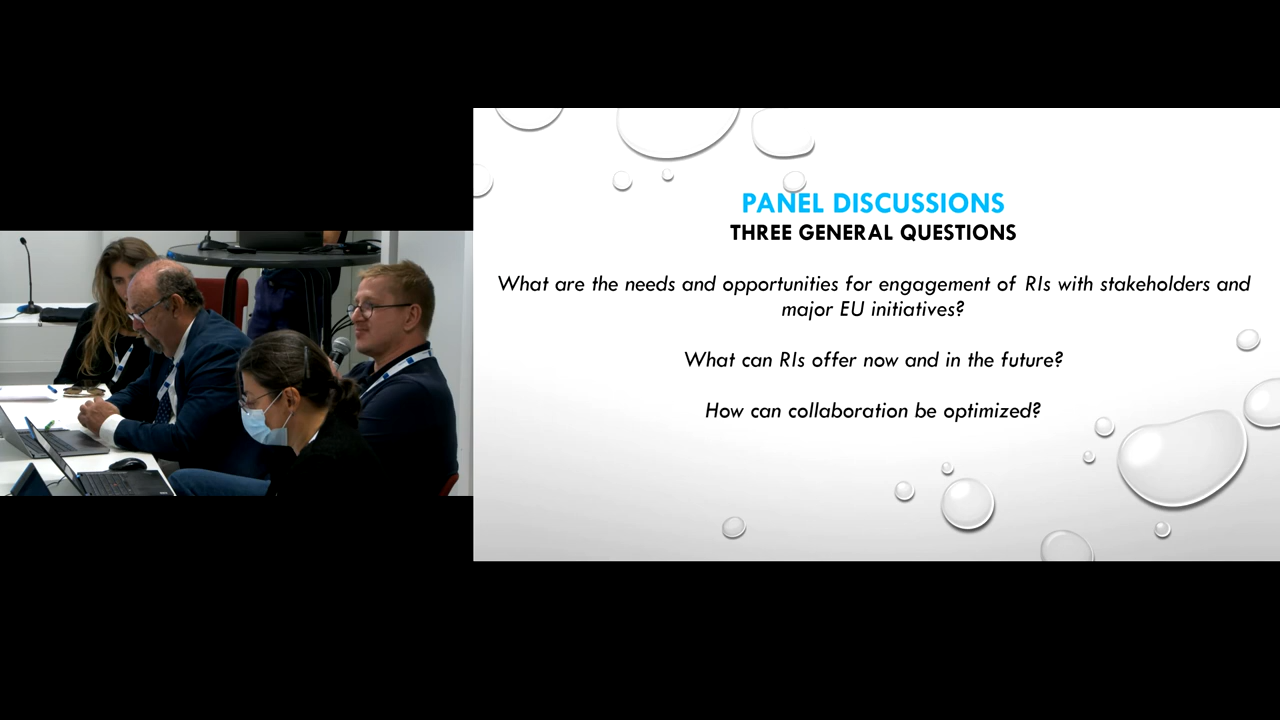 PANEL DISCUSSIONS
THREE GENERAL QUESTIONS
What are the needs and opportunities for engagement of RIs with stakeholders and
major EU initiatives?
What can RIs offer now and in the future?
How can collaboration be optimized?